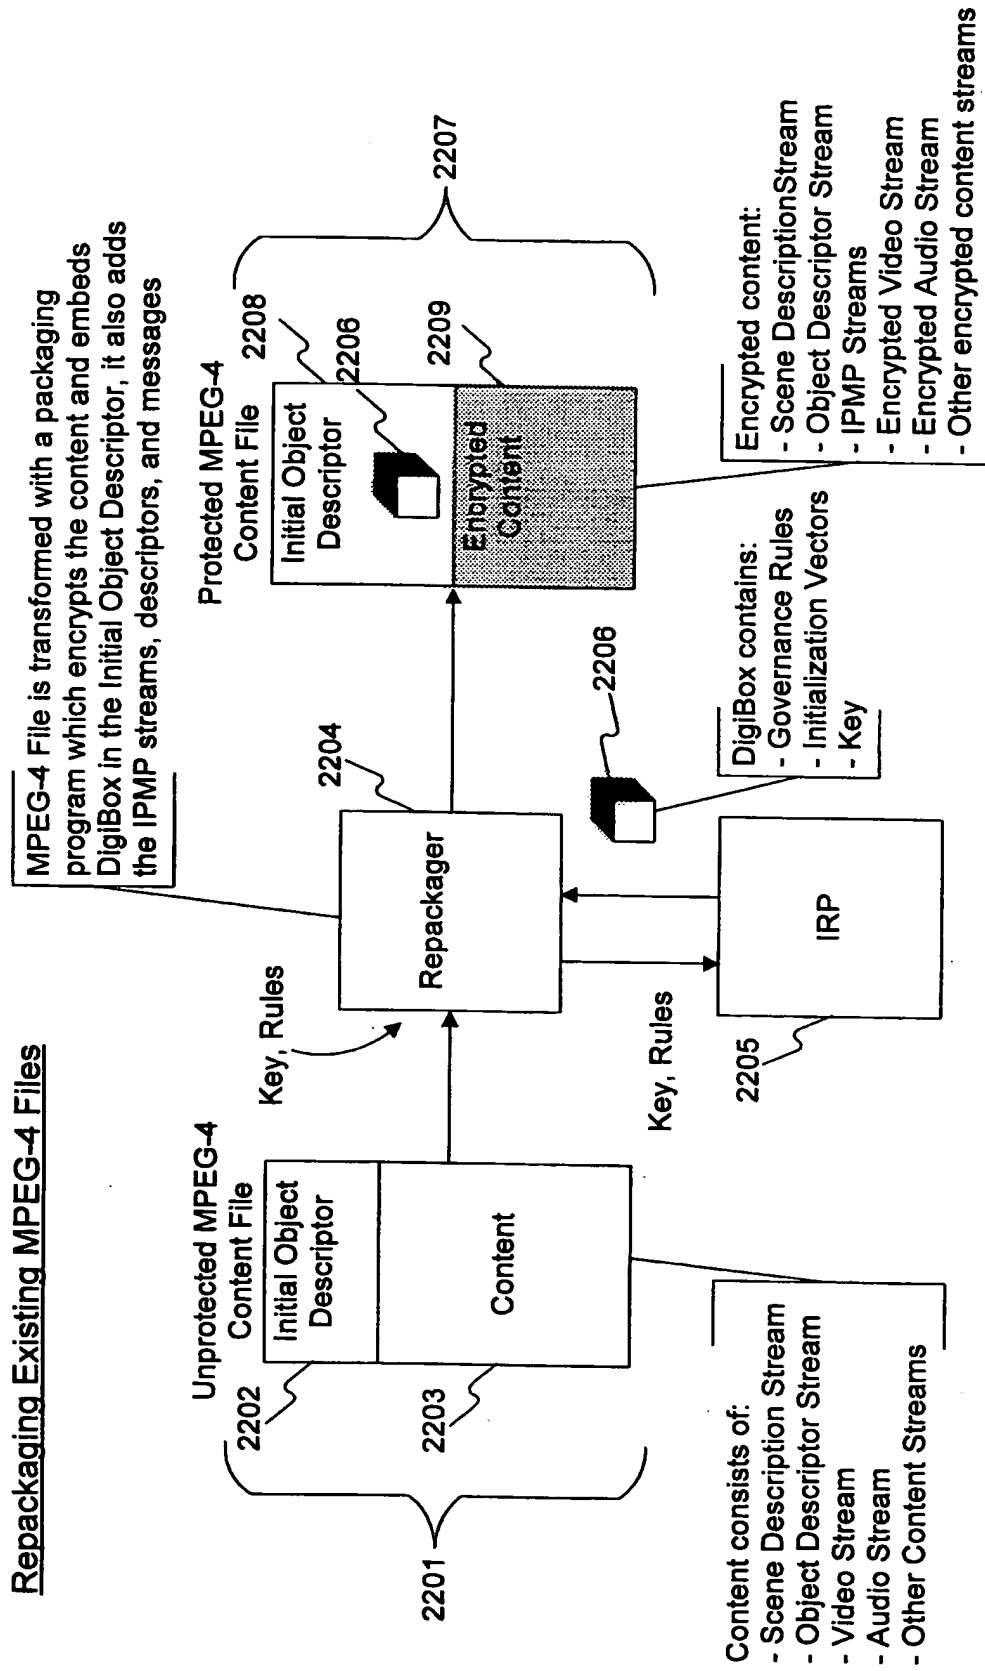 Repackaging Existing MPEG-4 Files
MPEG-4 File is transformed with a packaging
program which encrypts the content and embeds
DigiBox in the Initial Object Descriptor, it also adds
the IPMP streams, descriptors, and messages
Unprotected MPEG-4
Content File
Initial Object
Descriptor
Content
2202
2203
2201
Content consists of:
- Scene Description Stream
- Object Descriptor Stream
- Video Stream
- Audio Stream
- Other Content Streams
Key, Rules
Repackager
2204
Key, Rules
IRP
2205
2206
DigiBox contains:
- Governance Rules
- Initialization Vectors
- Key
Protected MPEG-4
Content File
Initial Object
Descriptor
Encrypted
Content
2208
2206
2209
2207
Encrypted content:
- Scene DescriptionStream
- Object Descriptor Stream
- IPMP Streams
- Encrypted Video Stream
- Encrypted Audio Stream
- Other encrypted content streams